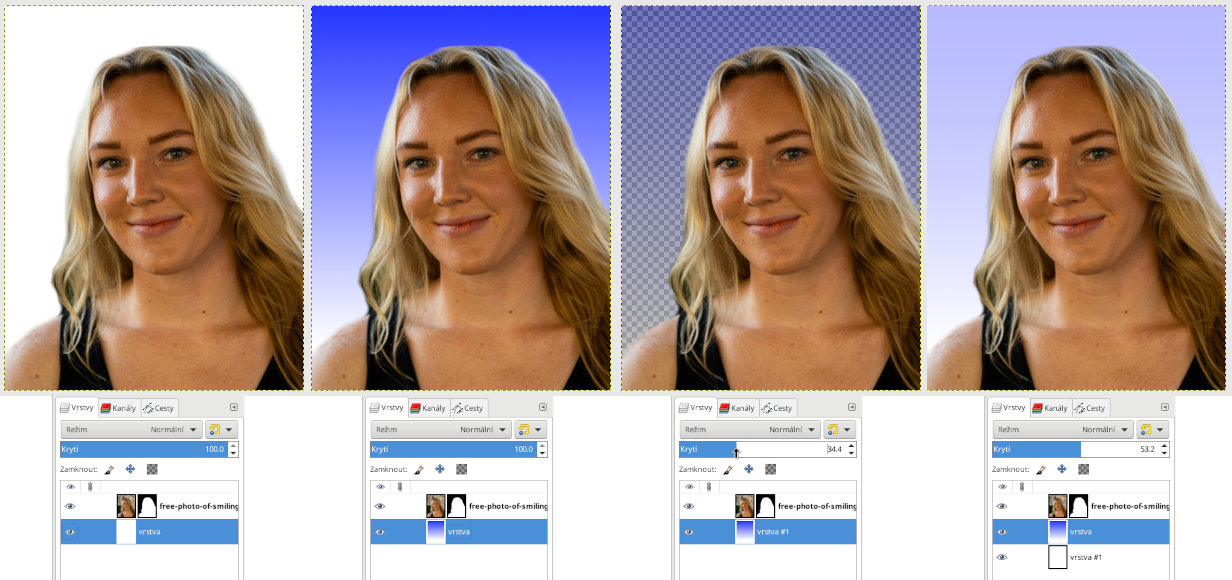 Vrstvy Kanály Cesty
Režim Normální
Krytí 100.0
Zamknout:
free-photo-of-smiling
vrstva
Vrstvy Kanály Cesty
Režim Normální
Krytí 100.0
Zamknout:
free-photo-of-smiling
vrstva
Vrstvy Kanály Cesty
Režim Normální
Krytí 34.4
Zamknout:
free-photo-of-smiling
vrstva #1
Vrstvy Kanály Cesty
Režim Normální
Krytí 53.2
Zamknout:
free-photo-of-smiling
vrstva
vrstva #1